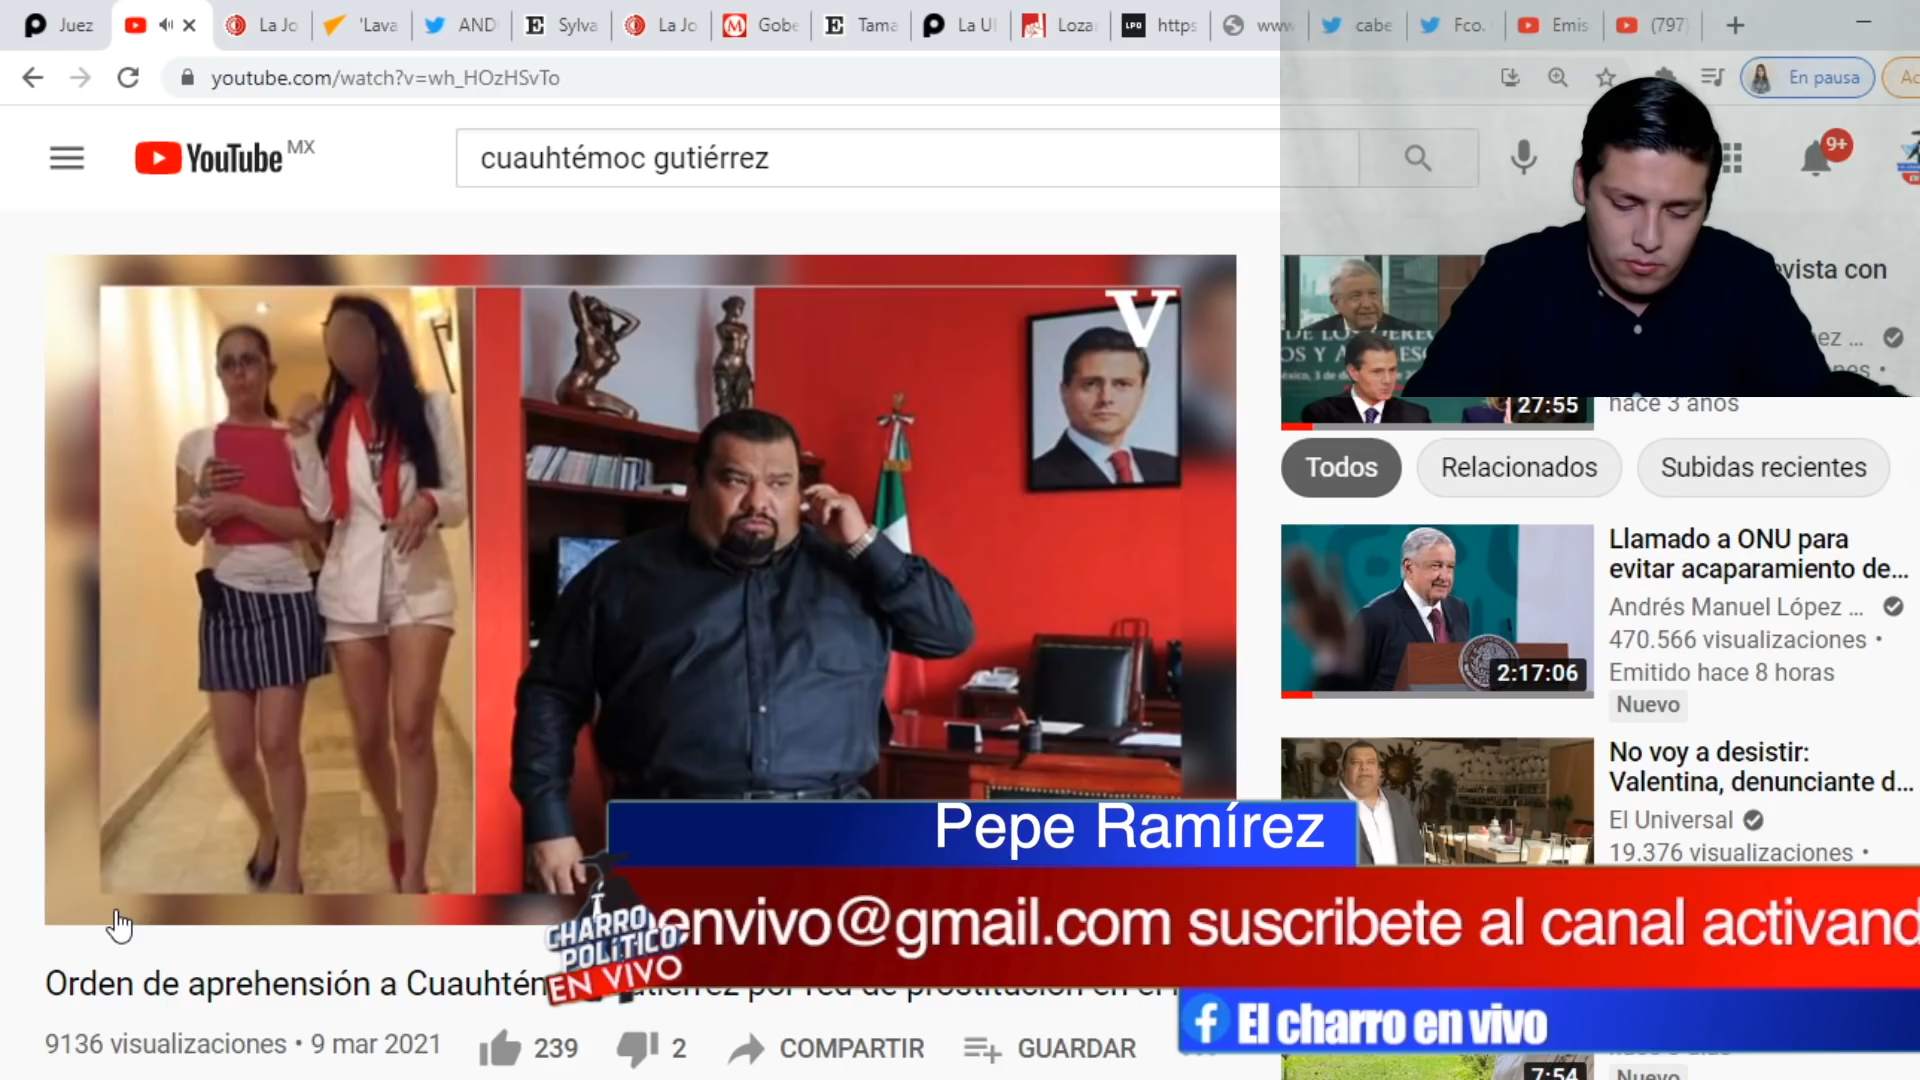 Juez
La Jo
'Lava
AND
Sylva
La Jo
Gobe
Tama
La U
Loza
LPO https
www
cabe
Fco.
Emis
(797)
youtube.com/watch?v=wh_HOzHSvTo
En pausa
YouTube MX
cuauhtémoc gutiérrez
9+
V
27:55
evista con
ez ...
hace 3 años
Todos
Relacionados
Subidas recientes
Llamado a ONU para
evitar acaparamiento de...
Andrés Manuel López ...
470.566 visualizaciones •
Emitido hace 8 horas
Nuevo
2:17:06
No voy a desistir:
Valentina, denunciante d...
El Universal
19.376 visualizaciones •
Pepe Ramírez
envivo@gmail.com suscribete al canal activand
CHARRO
POLÍTICO
EN VIVO
Orden de aprehensión a Cuauhtém
9136 visualizaciones • 9 mar 2021
239
2
COMPARTIR
GUARDAR
El charro en vivo
7:54
Nuevo